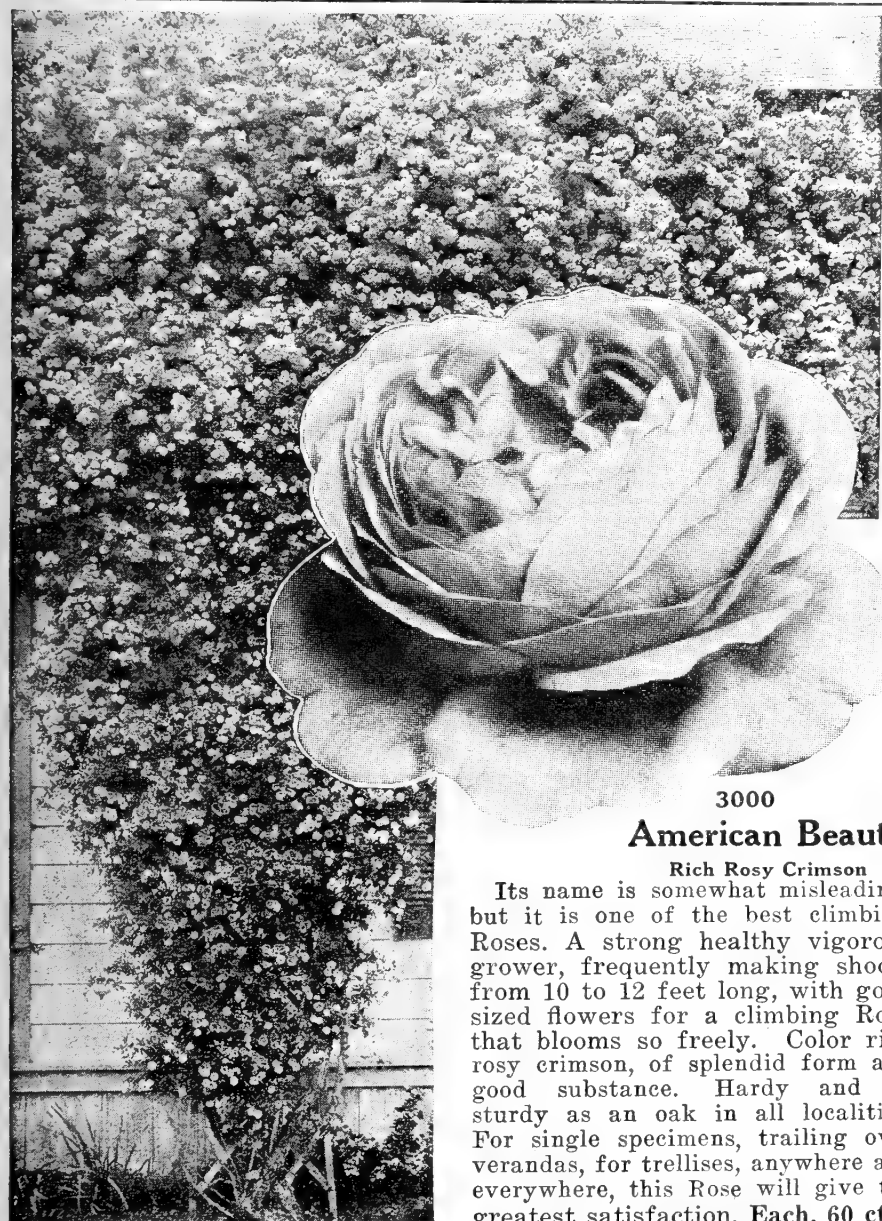 3000
American Beaut
Rich Rosy Crimson
Its name is somewhat misleadin
but it is one of the best climbi
Roses. A strong healthy vigoro
grower, frequently making shoo
from 10 to 12 feet long, with go
sized flowers for a climbing Ro
that blooms so freely. Color ri
rosy crimson, of splendid form a
good substance. Hardy and
sturdy as an oak in all localiti
For single specimens, trailing ov
verandas, for trellises, anywhere a
everywhere, this Rose will give t
greatest satisfaction. Each, 60 ct